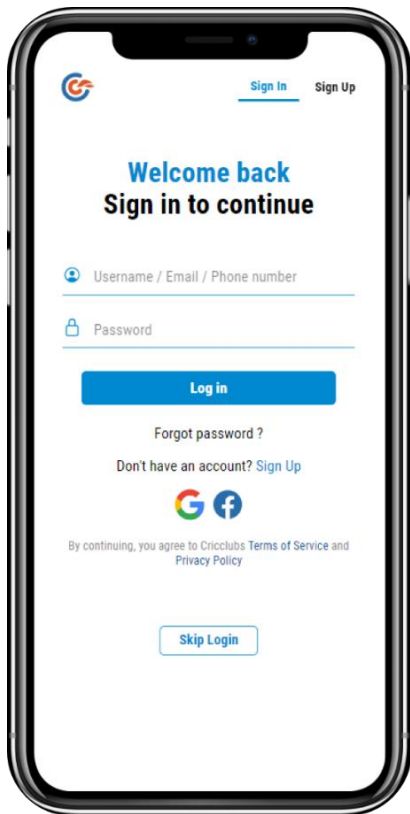 Sign In Sign Up
Welcome back
Sign in to continue
Username / Email / Phone number
Password
Log in
Forgot password ?
Don't have an account? Sign Up
By continuing, you agree to Cricclubs Terms of Service and
Privacy Policy
Skip Login